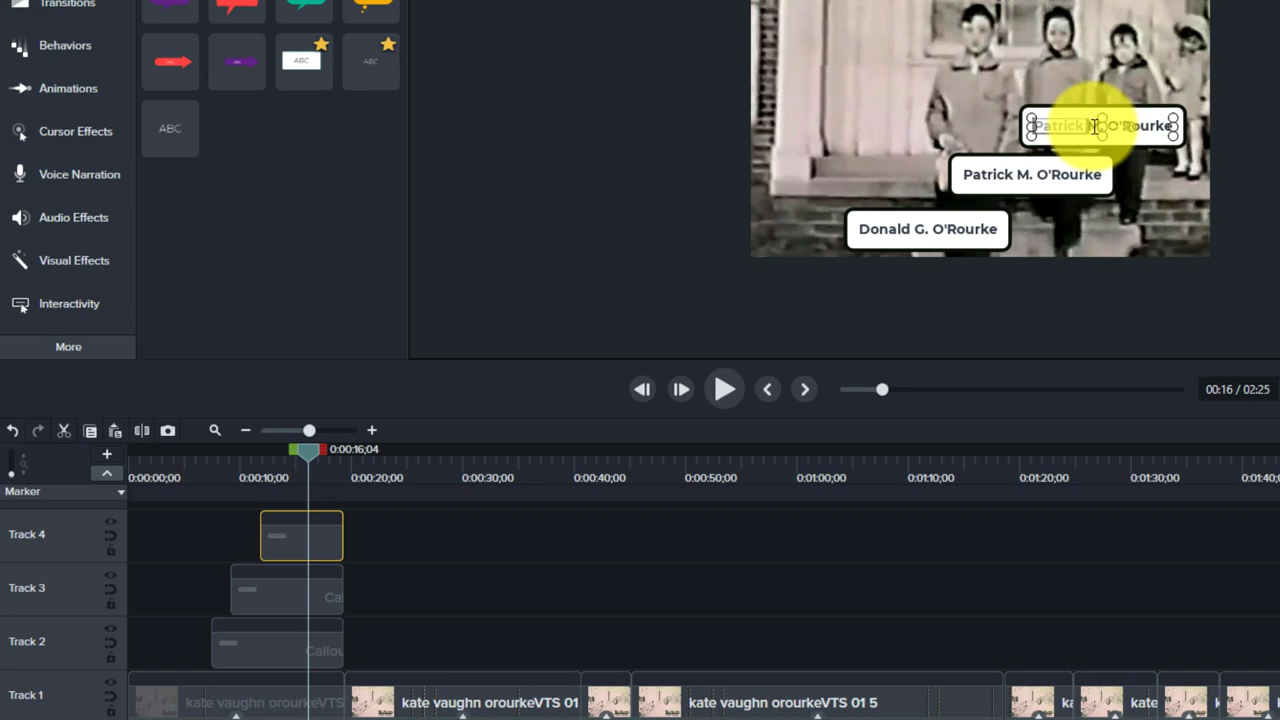 Transitions
Behaviors
Animations
Cursor Effects
Voice Narration
Audio Effects
Visual Effects
Interactivity
More
ABC
ABC
ABC
Patrick M. O'Rourke
Patrick M. O'Rourke
Donald G. O'Rourke
00:16 / 02:25
0:00:16;04
0:00:00;00
0:00:10;00
0:00:20;00
0:00:30;00
0:00:40;00
0:00:50;00
0:01:00;00
0:01:10;00
0:01:20;00
0:01:30;00
0:01:40;
Marker
Track 4
Track 3
Cal
Track 2
Callou
Track 1
kate vaughn orourkeVTS
kate vaughn orourkeVTS 01
kate vaughn orourkeVTS 01 5
ka
kate
k